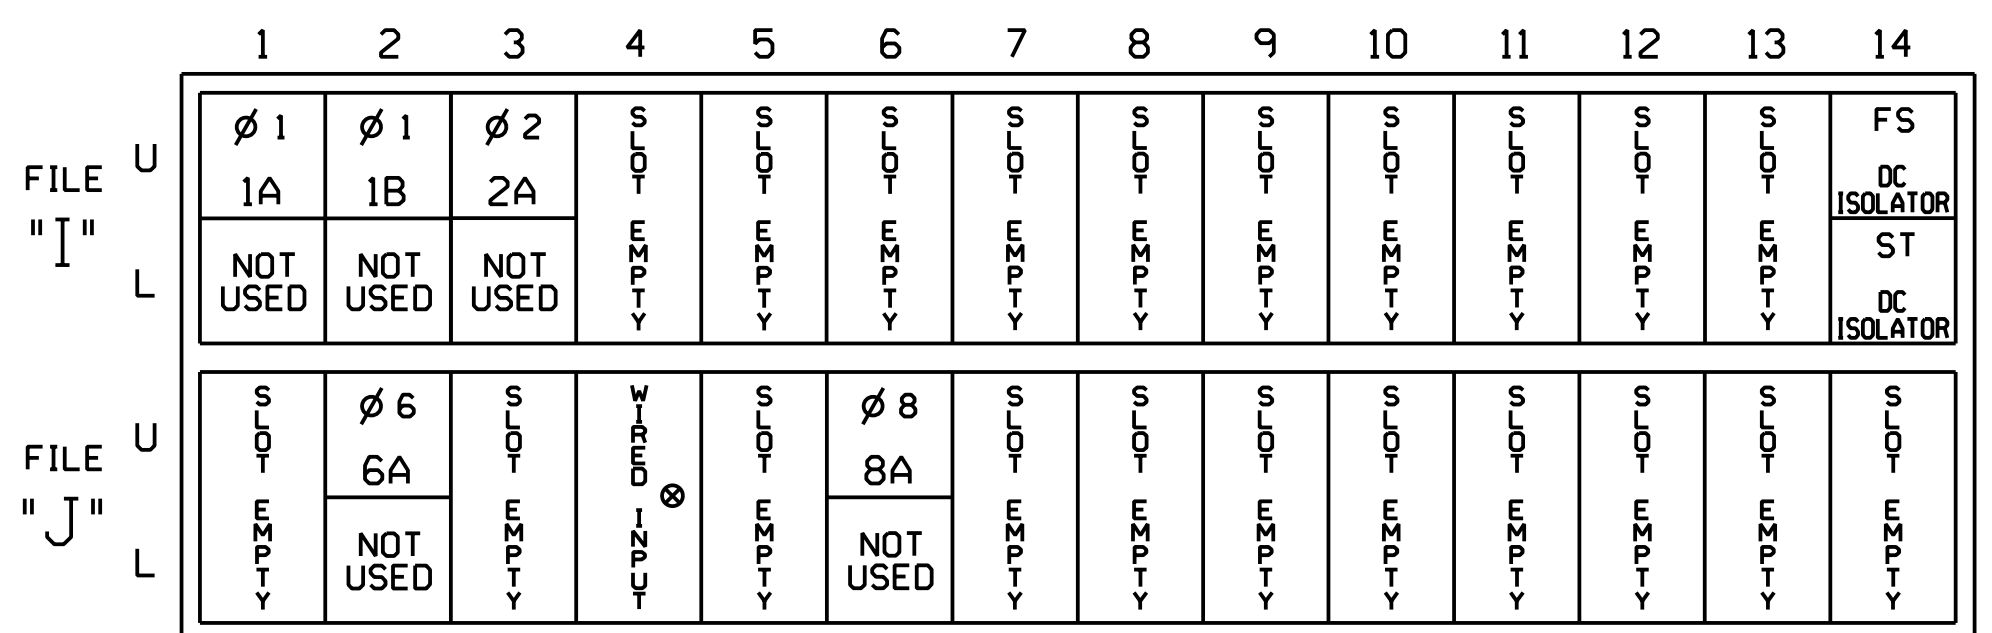 1 2 3 4 5 6 7 8 9 10 11 12 13 14
FILE "I"
U
L
Ø 1
1A
NOT
USED
Ø 1
1B
NOT
USED
Ø 2
2A
NOT
USED
SLOT EMPTY
SLOT EMPTY
SLOT EMPTY
SLOT EMPTY
SLOT EMPTY
SLOT EMPTY
SLOT EMPTY
SLOT EMPTY
SLOT EMPTY
SLOT EMPTY
FS
DC
ISOLATOR
ST
DC
ISOLATOR
FILE "J"
U
L
SLOT EMPTY
Ø 6
6A
NOT
USED
SLOT EMPTY
WIRED INPUT
⊗
SLOT EMPTY
Ø 8
8A
NOT
USED
SLOT EMPTY
SLOT EMPTY
SLOT EMPTY
SLOT EMPTY
SLOT EMPTY
SLOT EMPTY
SLOT EMPTY
SLOT EMPTY